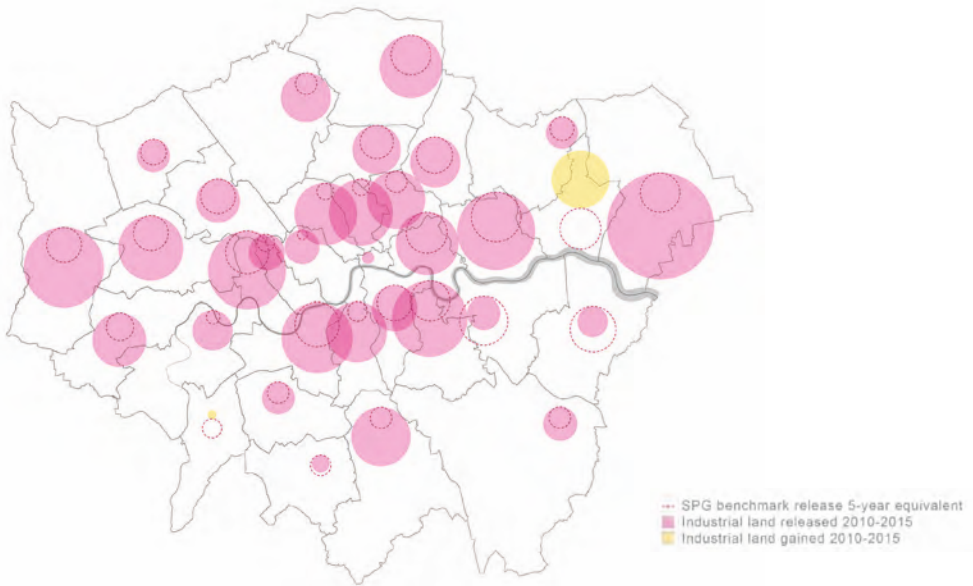 SPG benchmark release 5-year equivalent
Industrial land released 2010-2015
Industrial land gained 2010-2015